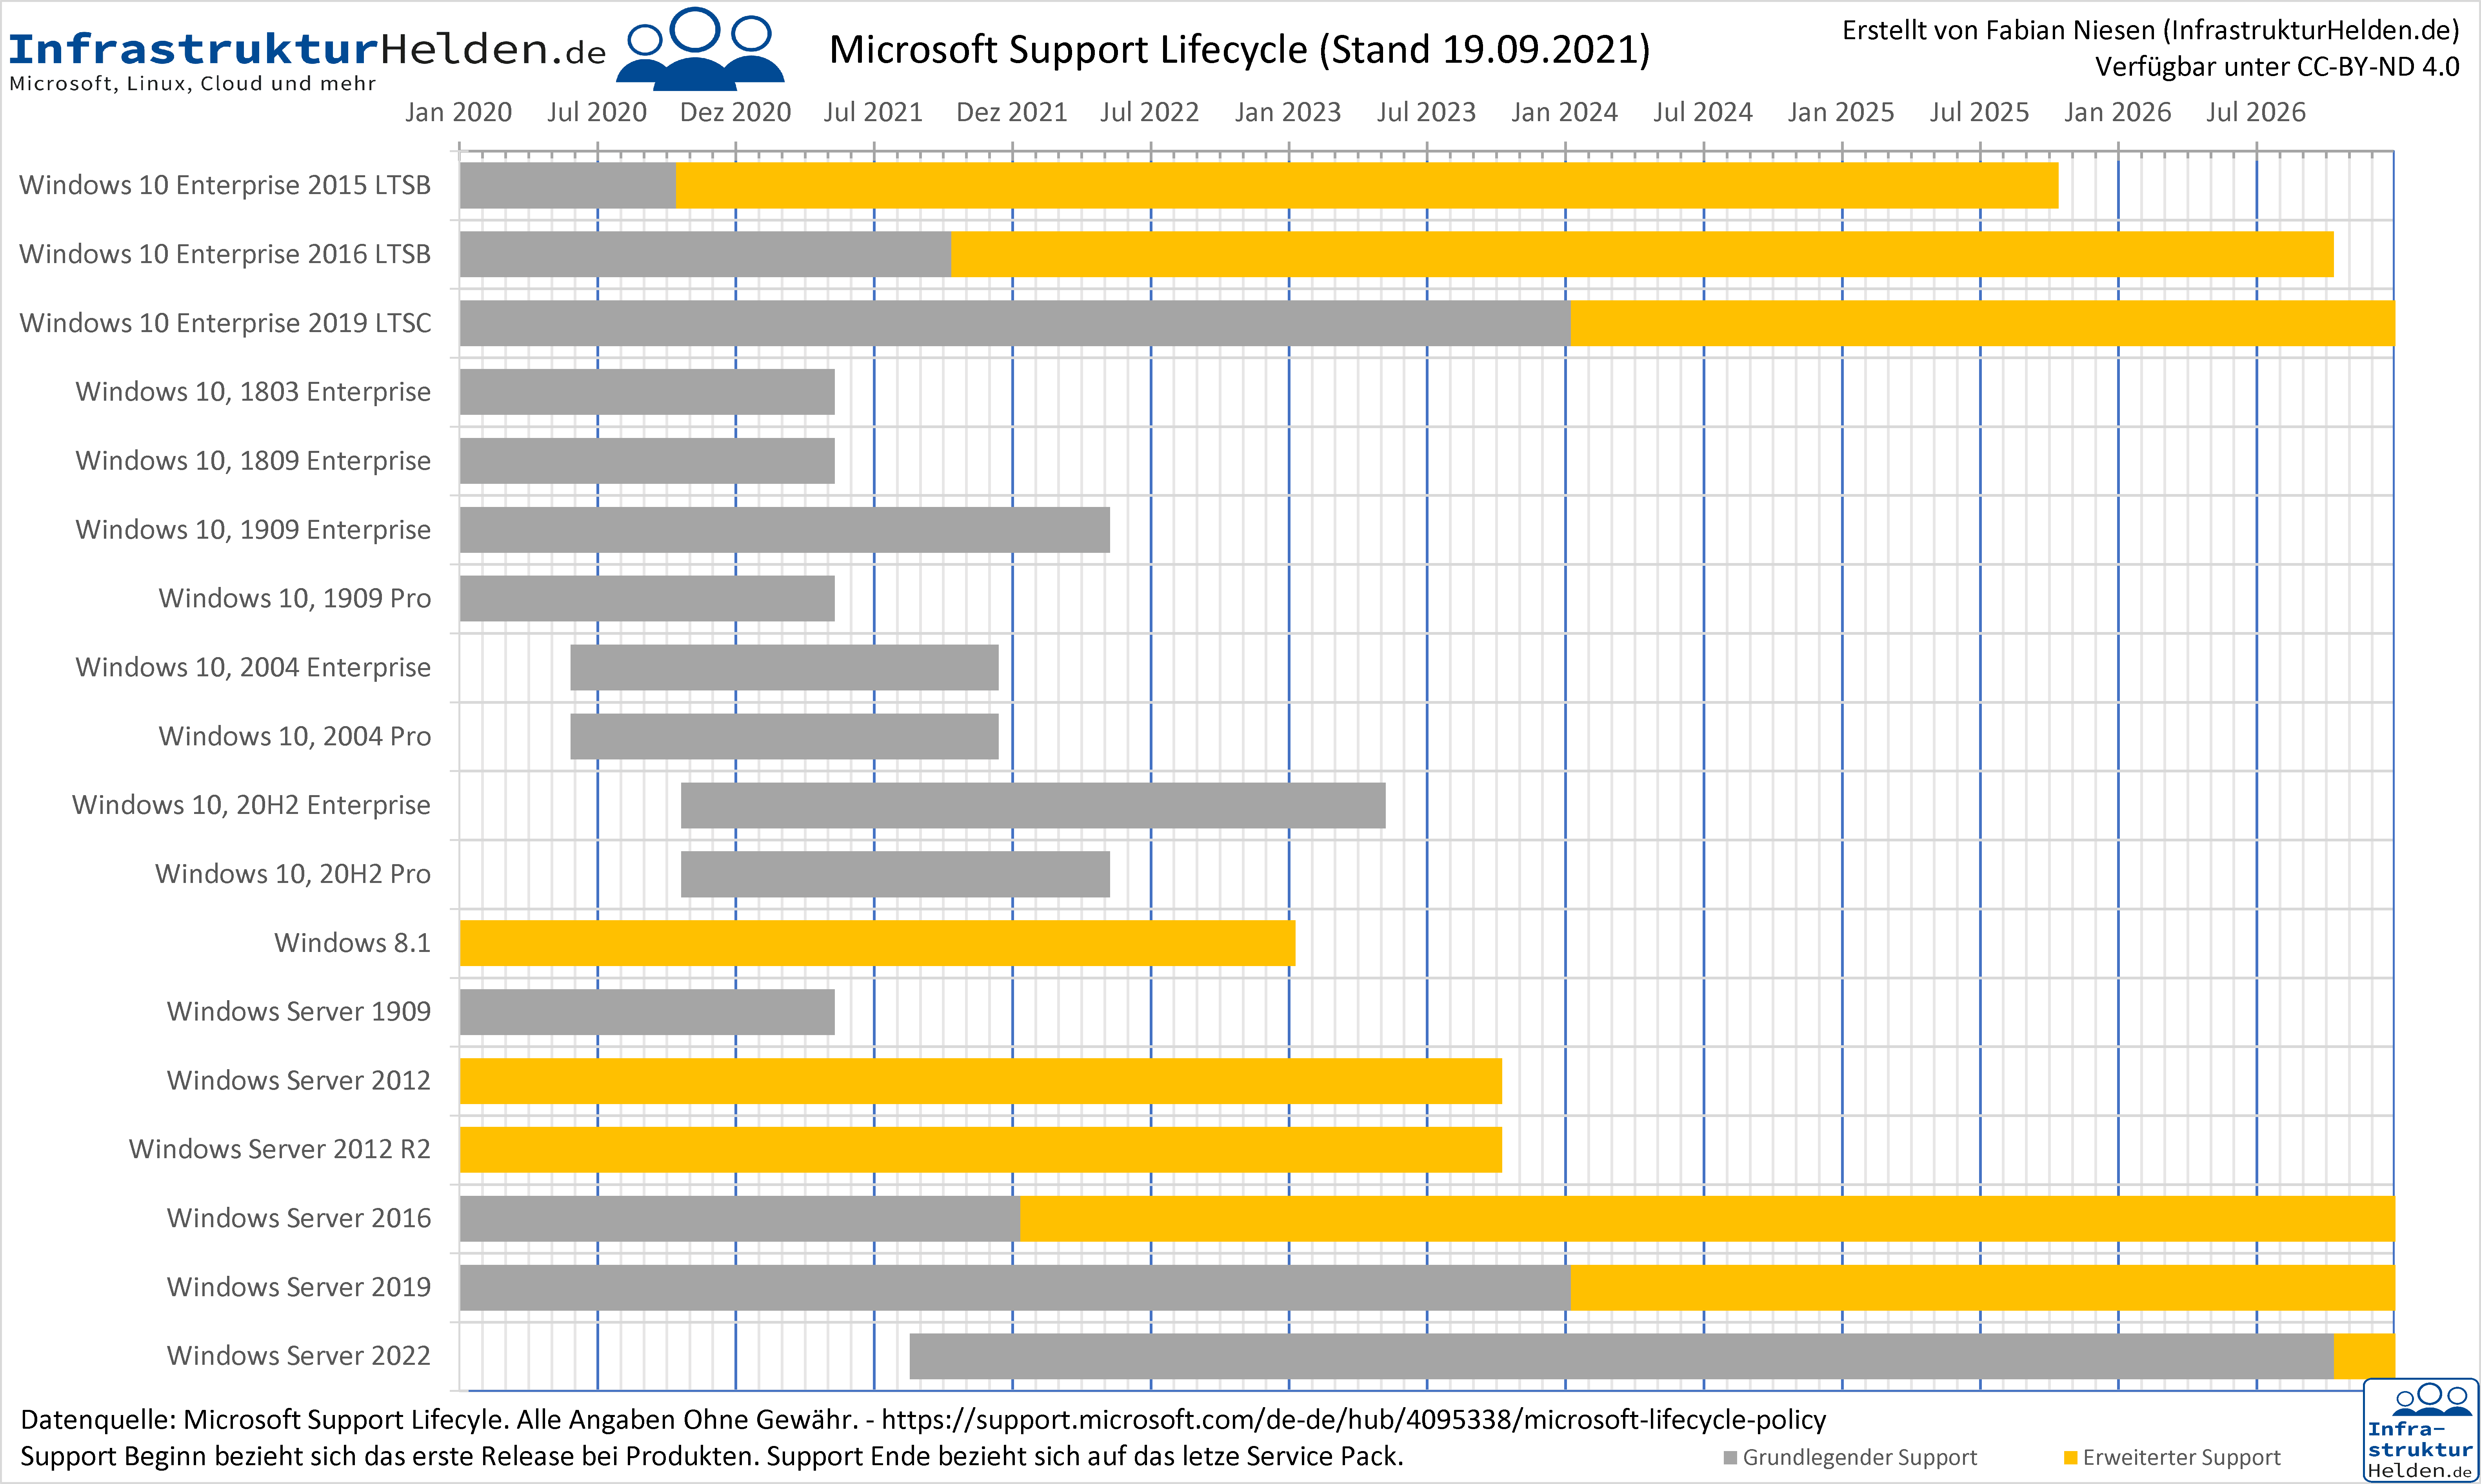 InfrastrukturHelden.de
Microsoft, Linux, Cloud und mehr
Microsoft Support Lifecycle (Stand 19.09.2021)
Erstellt von Fabian Niesen (InfrastrukturHelden.de)
Verfügbar unter CC-BY-ND 4.0
Jan 2020 Jul 2020 Dez 2020 Jul 2021 Dez 2021 Jul 2022 Jan 2023 Jul 2023 Jan 2024 Jul 2024 Jan 2025 Jul 2025 Jan 2026 Jul 2026
Windows 10 Enterprise 2015 LTSB
Windows 10 Enterprise 2016 LTSB
Windows 10 Enterprise 2019 LTSC
Windows 10, 1803 Enterprise
Windows 10, 1809 Enterprise
Windows 10, 1909 Enterprise
Windows 10, 1909 Pro
Windows 10, 2004 Enterprise
Windows 10, 2004 Pro
Windows 10, 20H2 Enterprise
Windows 10, 20H2 Pro
Windows 8.1
Windows Server 1909
Windows Server 2012
Windows Server 2012 R2
Windows Server 2016
Windows Server 2019
Windows Server 2022
Datenquelle: Microsoft Support Lifecyle. Alle Angaben Ohne Gewähr. - https://support.microsoft.com/de-de/hub/4095338/microsoft-lifecycle-policy
Support Beginn bezieht sich das erste Release bei Produkten. Support Ende bezieht sich auf das letze Service Pack.
Grundlegender Support
Erweiterter Support
Infra-
struktur
Helden.de